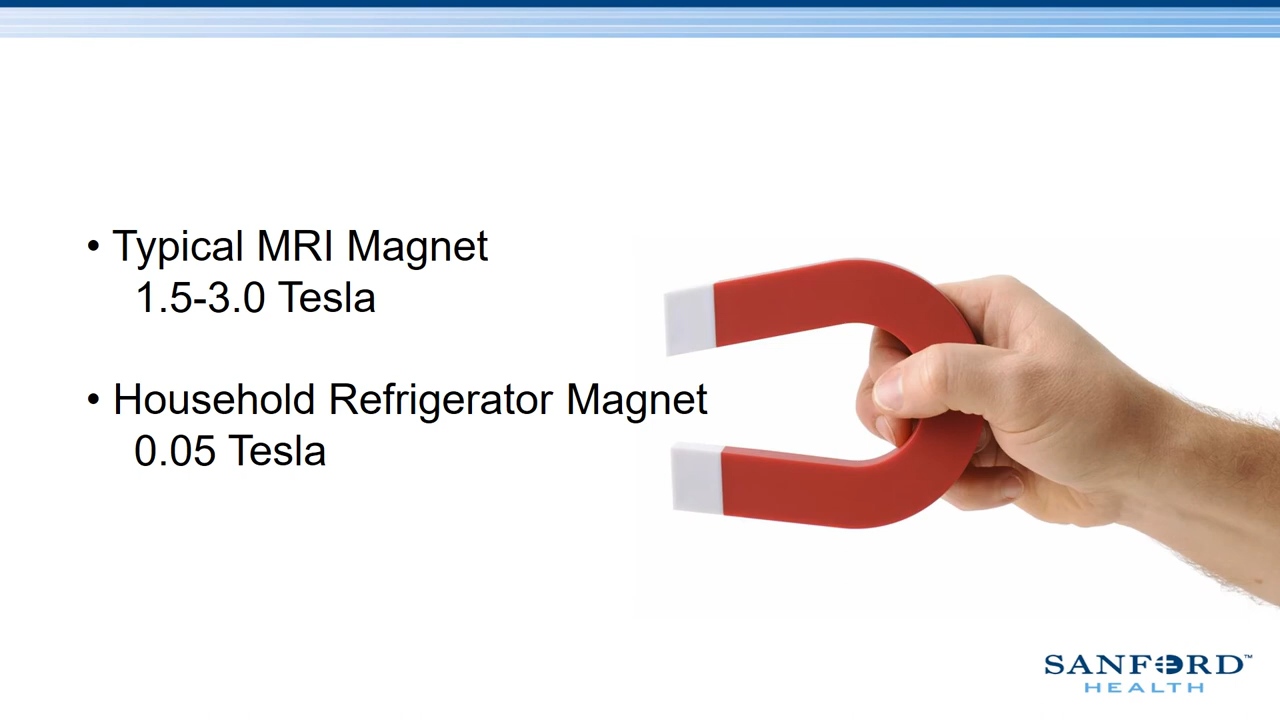 • Typical MRI Magnet
1.5-3.0 Tesla
• Household Refrigerator Magnet
0.05 Tesla
SANFORD™
HEALTH